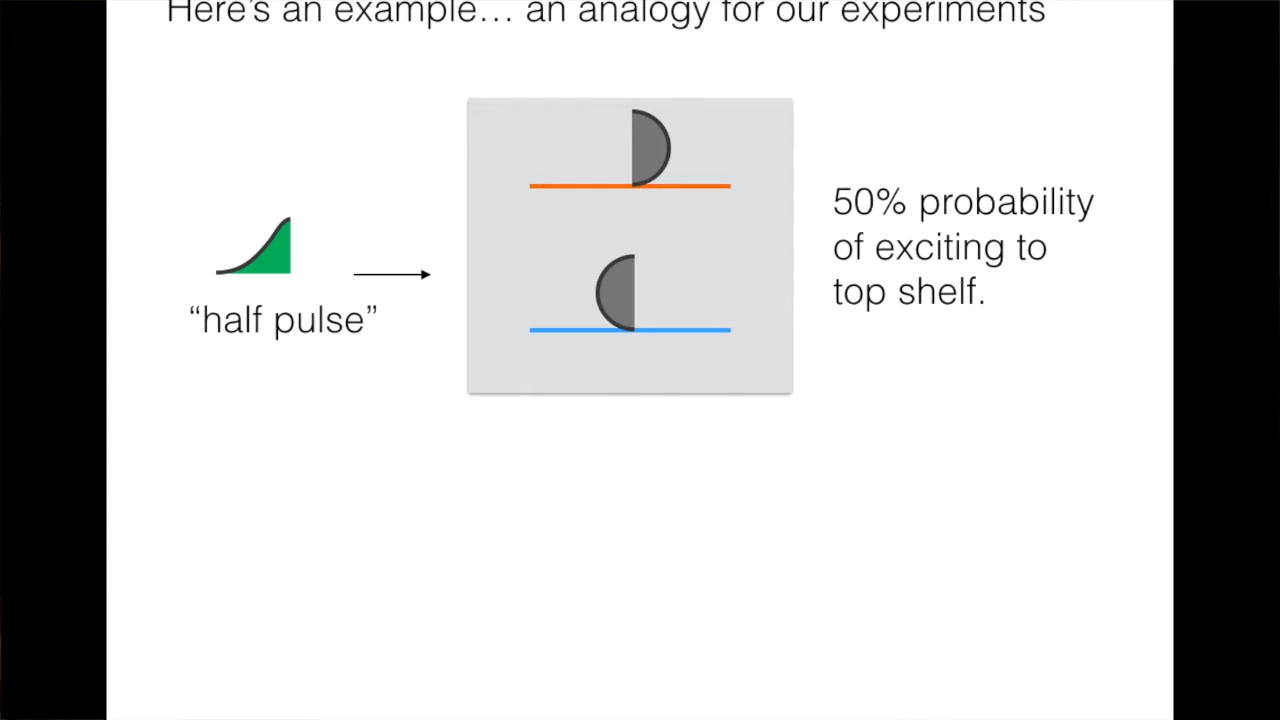 Here's an example... an analogy for our experiments
"half pulse"
50% probability
of exciting to
top shelf.